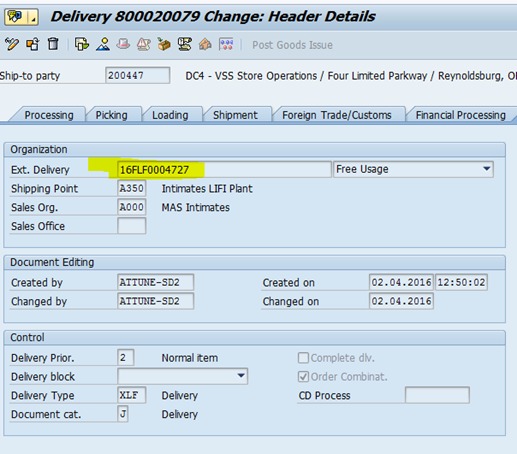 Delivery 800020079 Change: Header Details
Post Goods Issue
Ship-to party 200447 DC4 - VSS Store Operations / Four Limited Parkway / Reynoldsburg, O
Processing Picking Loading Shipment Foreign Trade/Customs Financial Processing
Organization
Ext. Delivery 16FLF0004727 Free Usage
Shipping Point A350 Intimates LIFI Plant
Sales Org. A000 MAS Intimates
Sales Office
Document Editing
Created by ATTUNE-SD2 Created on 02.04.2016 12:50:02
Changed by ATTUNE-SD2 Changed on 02.04.2016
Control
Delivery Prior. 2 Normal item Complete dlv.
Delivery block Order Combinat.
Delivery Type XLF Delivery CD Process
Document cat. J Delivery